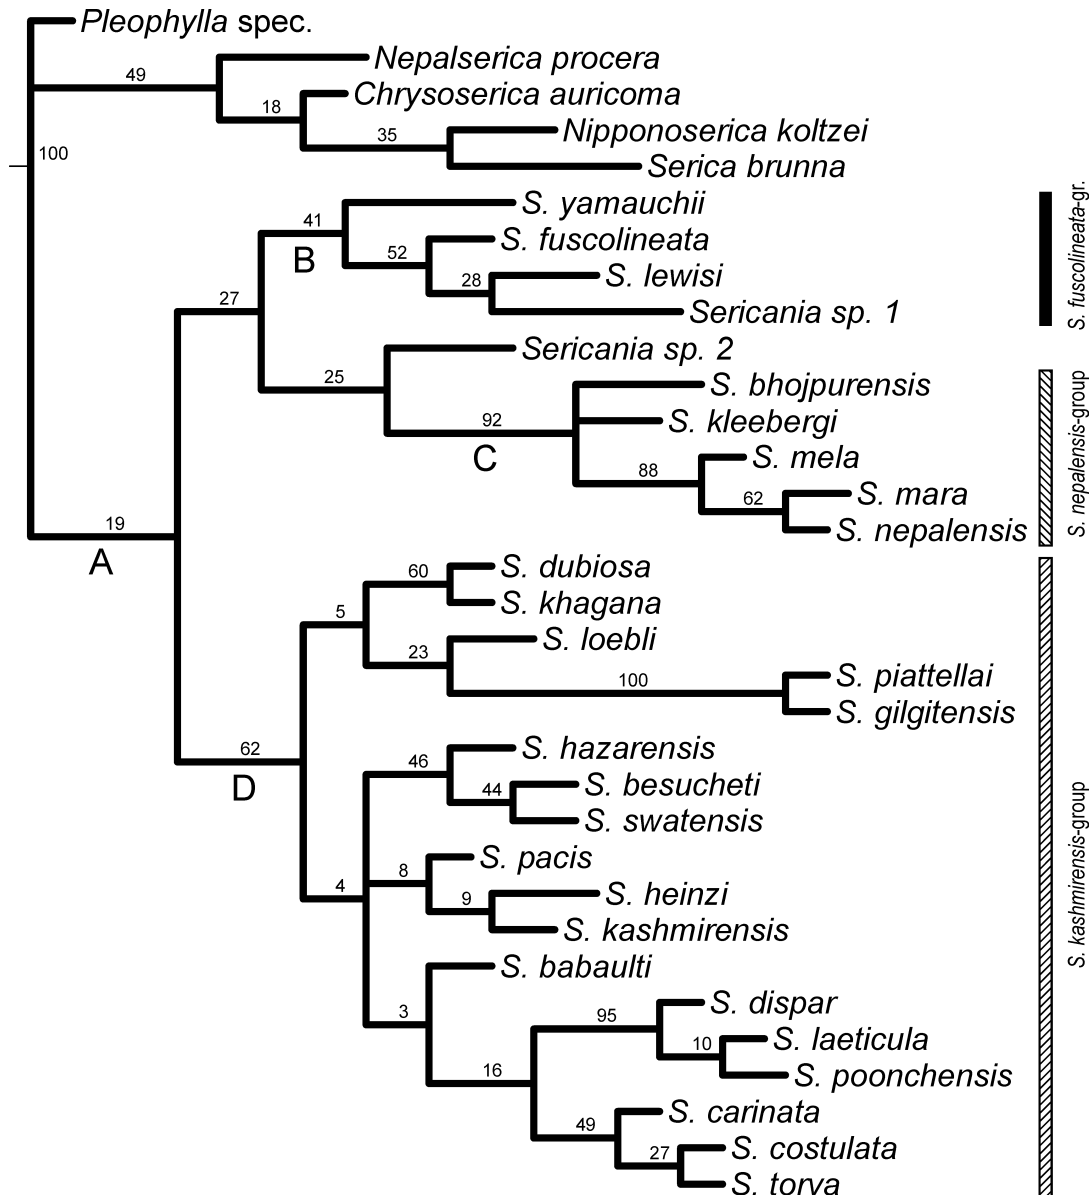 Pleophylla spec.
Nepalserica procera
49
Chrysoserica auricoma
18
Nipponoserica koltzei
35
100
Serica brunna
S. yamauchii
41
B
S. fuscolineata
52
S. lewisi
28
27
Sericania sp. 1
S. fuscolineata-gr.
Sericania sp. 2
25
S. bhojpurensis
92
S. kleebergi
C
S. mela
88
S. mara
62
19
S. nepalensis
S. nepalensis-group
A
S. dubiosa
60
S. khagana
5
S. loebli
23
S. piattellai
100
S. gilgitensis
62
D
S. hazarensis
46
S. besucheti
44
S. swatensis
S. pacis
8
4
S. heinzi
9
S. kashmirensis
S. kashmirensis-group
S. babaulti
3
S. dispar
95
S. laeticula
10
S. poonchensis
16
S. carinata
49
S. costulata
27
S. torva